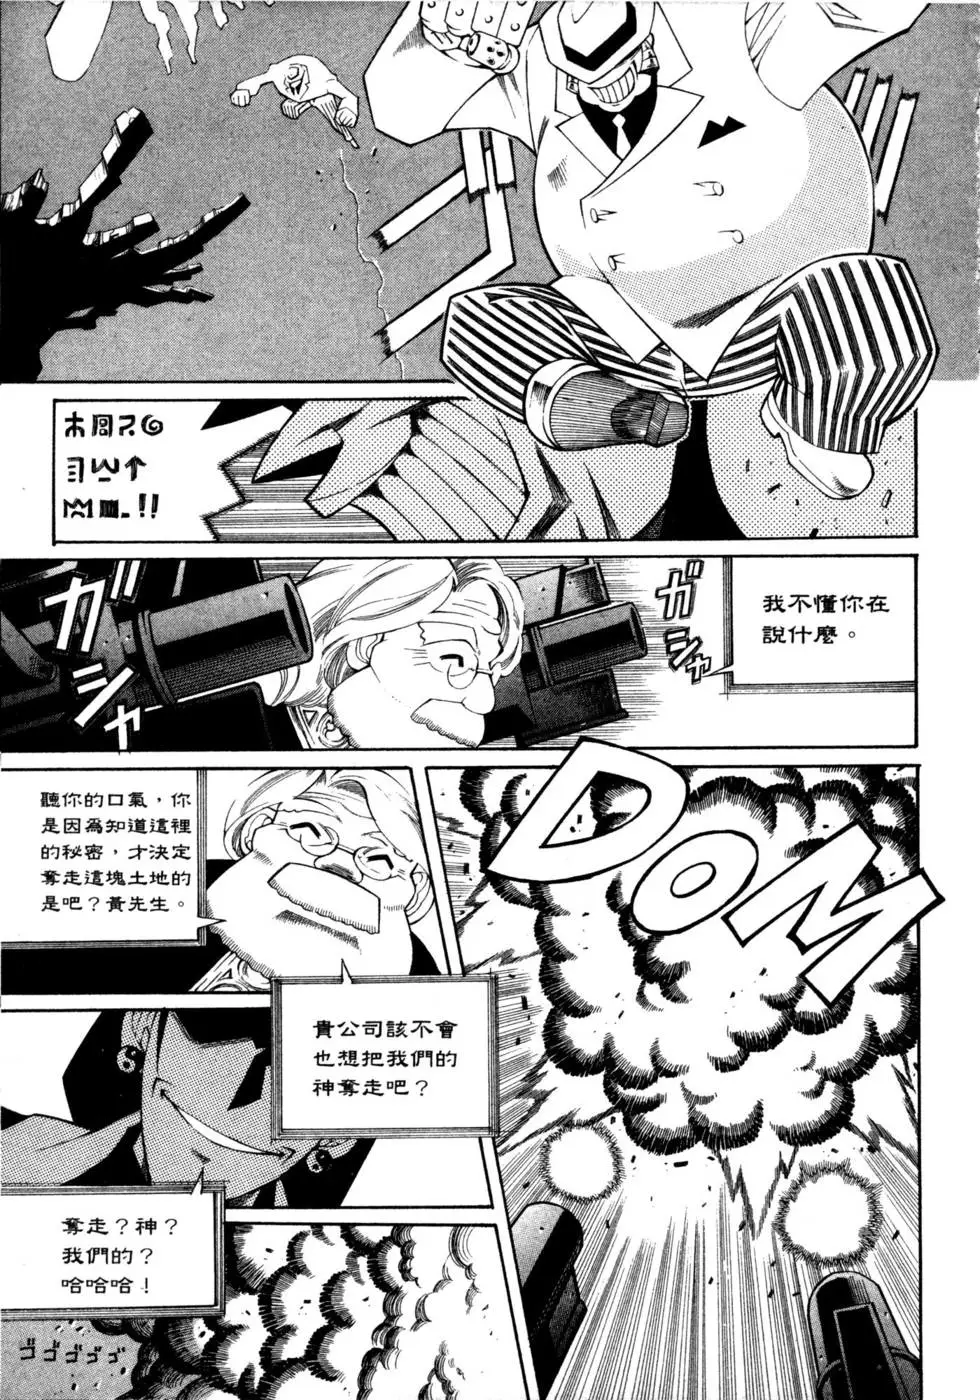 我不懂你在
說什麼。
ガシャ
ガシャ
聽你的口氣，你
是因為知道這裡
的秘密，才決定
奪走這塊土地的
是吧？黃先生。
DOM
貴公司該不會
也想把我們的
神奪走吧？
奪走？神？
我們的？
哈哈哈！
ゴゴゴゴゴ